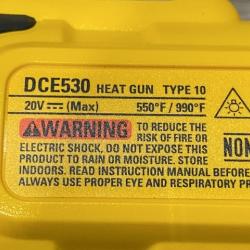 DCE530 HEAT GUN TYPE 10
20V ⎓ (Max) 550°F / 990°F
⚠WARNING TO REDUCE THE
RISK OF FIRE OR
ELECTRIC SHOCK, DO NOT EXPOSE THIS
PRODUCT TO RAIN OR MOISTURE. STORE
INDOORS. READ INSTRUCTION MANUAL BEFORE
ALWAYS USE PROPER EYE AND RESPIRATORY
NON